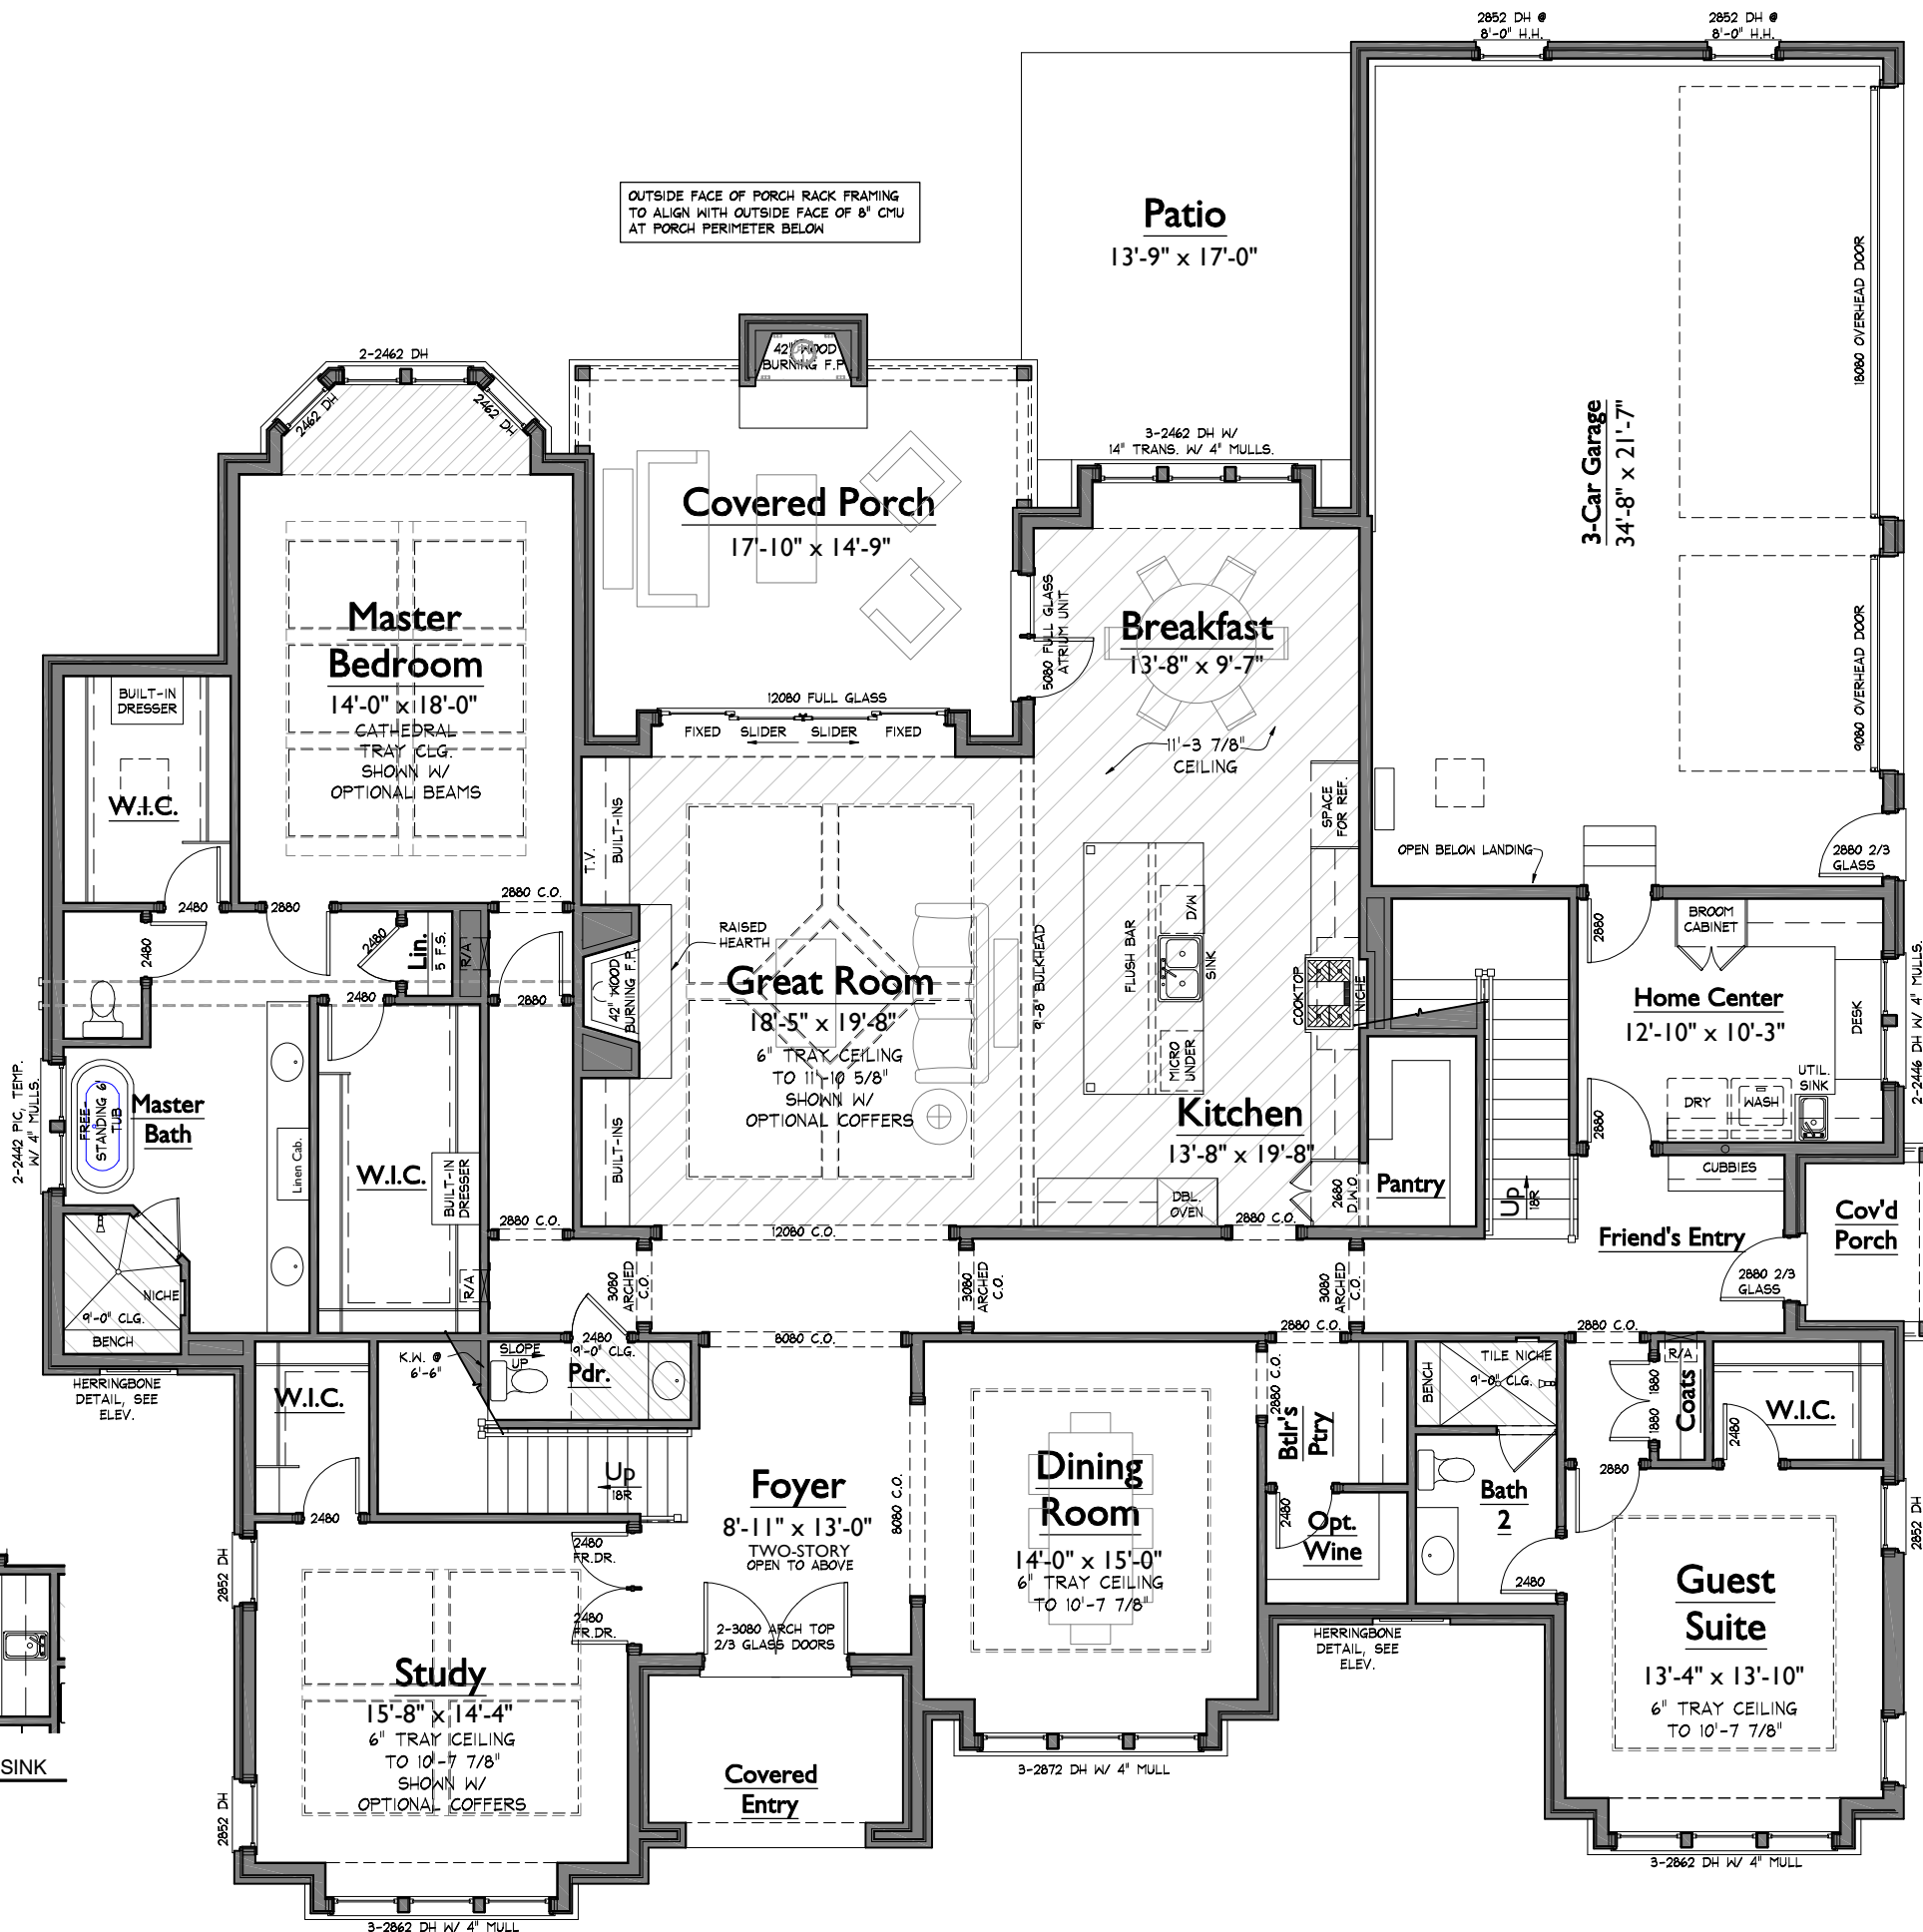 2852 DH @
8'-0" H.H.
2852 DH @
8'-0" H.H.
OUTSIDE FACE OF PORCH RACK FRAMING
TO ALIGN WITH OUTSIDE FACE OF 8" CMU
AT PORCH PERIMETER BELOW
Patio
13'-9" x 17'-0"
18080 OVERHEAD DOOR
3-Car Garage
34'-8" x 21'-7"
9080 OVERHEAD DOOR
2880 2/3
GLASS
OPEN BELOW LANDING
42" WOOD
BURNING F.P.
2-2462 DH
2462 DH
2462 DH
3-2462 DH W/
14" TRANS. W/ 4" MULLS.
Covered Porch
17'-10" x 14'-9"
5080 FULL GLASS
ATRIUM UNIT
Breakfast
13'-8" x 9'-7"
11'-3 7/8"
CEILING
Master
Bedroom
14'-0" x 18'-0"
CATHEDRAL
TRAY CLG.
SHOWN W/
OPTIONAL BEAMS
BUILT-IN
DRESSER
W.I.C.
12080 FULL GLASS
FIXED
SLIDER
SLIDER
FIXED
T.V.
BUILT-INS
SPACE
FOR REF.
2480
2880
2880 C.O.
2480
2480
Lin.
5 F.S.
R/A
2480
2880
RAISED
HEARTH
42" WOOD
BURNING F.P.
Great Room
18'-5" x 19'-8"
6" TRAY CEILING
TO 11'-10 5/8"
SHOWN W/
OPTIONAL COFFERS
BUILT-INS
9'-8" BULKHEAD
FLUSH BAR
D/W
SINK
MICRO
UNDER
COOKTOP
NICHE
Kitchen
13'-8" x 19'-8"
DBL.
OVEN
2880 C.O.
2680
D.W.O.
Pantry
Up
18R
2880
BROOM
CABINET
Home Center
12'-10" x 10'-3"
DESK
UTIL.
SINK
DRY
WASH
2880
2-2446 DH W/ 4" MULLS.
CUBBIES
Friend's Entry
Cov'd
Porch
2880 2/3
GLASS
2-2442 PIC, TEMP.
W/ 4" MULLS.
FREE-
STANDING 6'
TUB
Master
Bath
Linen Cab.
W.I.C.
BUILT-IN
DRESSER
R/A
NICHE
9'-0" CLG.
BENCH
2880 C.O.
12080 C.O.
3080
ARCHED
C.O.
3080
ARCHED
C.O.
3080
ARCHED
C.O.
HERRINGBONE
DETAIL, SEE
ELEV.
W.I.C.
2480
K.W. @
6'-6"
SLOPE
UP
2480
9'-0" CLG.
Pdr.
Up
18R
8080 C.O.
Foyer
8'-11" x 13'-0"
TWO-STORY
OPEN TO ABOVE
8080 C.O.
2-3080 ARCH TOP
2/3 GLASS DOORS
2480
FR.DR.
2480
FR.DR.
Dining
Room
14'-0" x 15'-0"
6" TRAY CEILING
TO 10'-7 7/8"
2880 C.O.
2880 C.O.
Btlr's
Ptry
2480
Opt.
Wine
BENCH
TILE NICHE
9'-0" CLG.
Bath
2
2480
2880 C.O.
1880
1880
R/A
Coats
2480
W.I.C.
2880
2852 DH
Guest
Suite
13'-4" x 13'-10"
6" TRAY CEILING
TO 10'-7 7/8"
HERRINGBONE
DETAIL, SEE
ELEV.
2852 DH
2852 DH
Study
15'-8" x 14'-4"
6" TRAY CEILING
TO 10'-7 7/8"
SHOWN W/
OPTIONAL COFFERS
Covered
Entry
SINK
3-2872 DH W/ 4" MULL
3-2862 DH W/ 4" MULL
3-2862 DH W/ 4" MULL